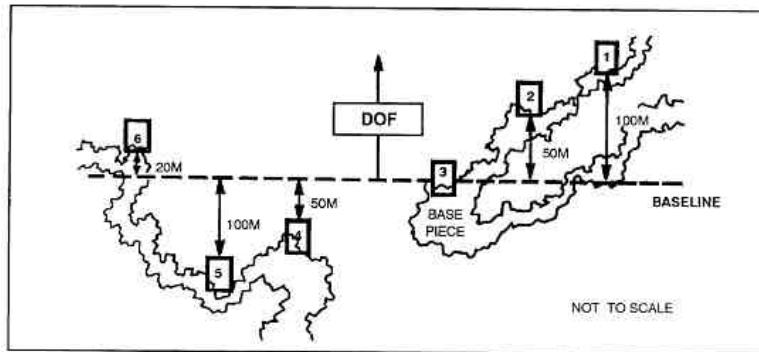 1
2
DOF
6
100M
50M
20M
3
50M
BASELINE
BASE
PIECE
100M
4
5
NOT TO SCALE